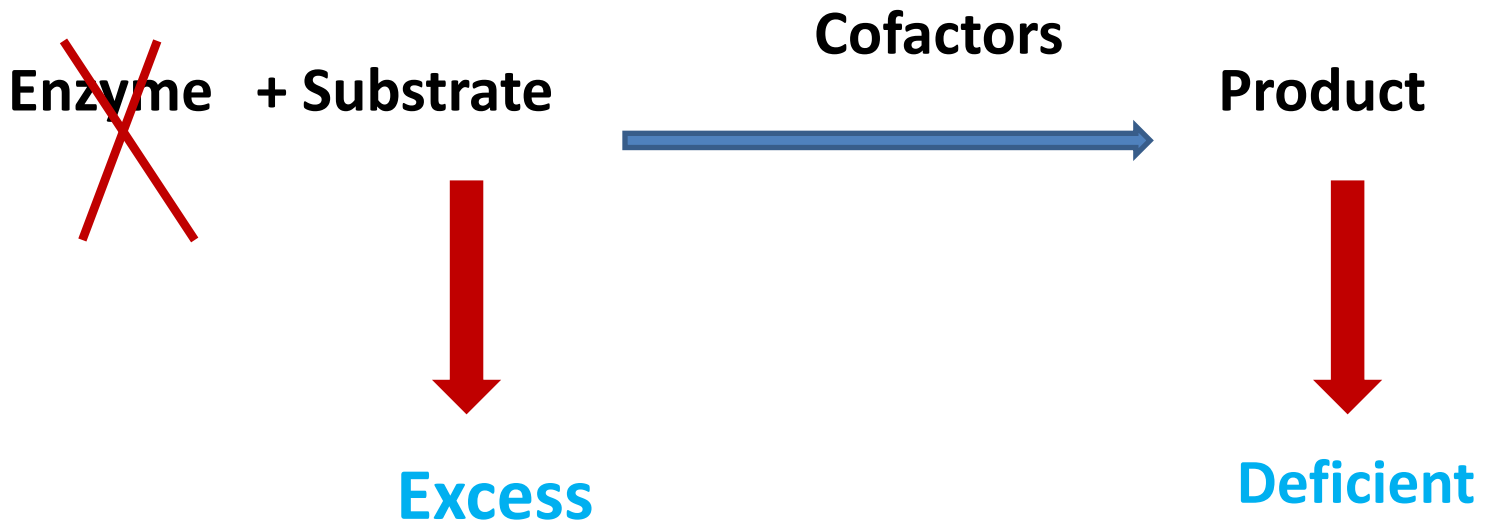 Cofactors
Enzyme + Substrate Product
Excess Deficient